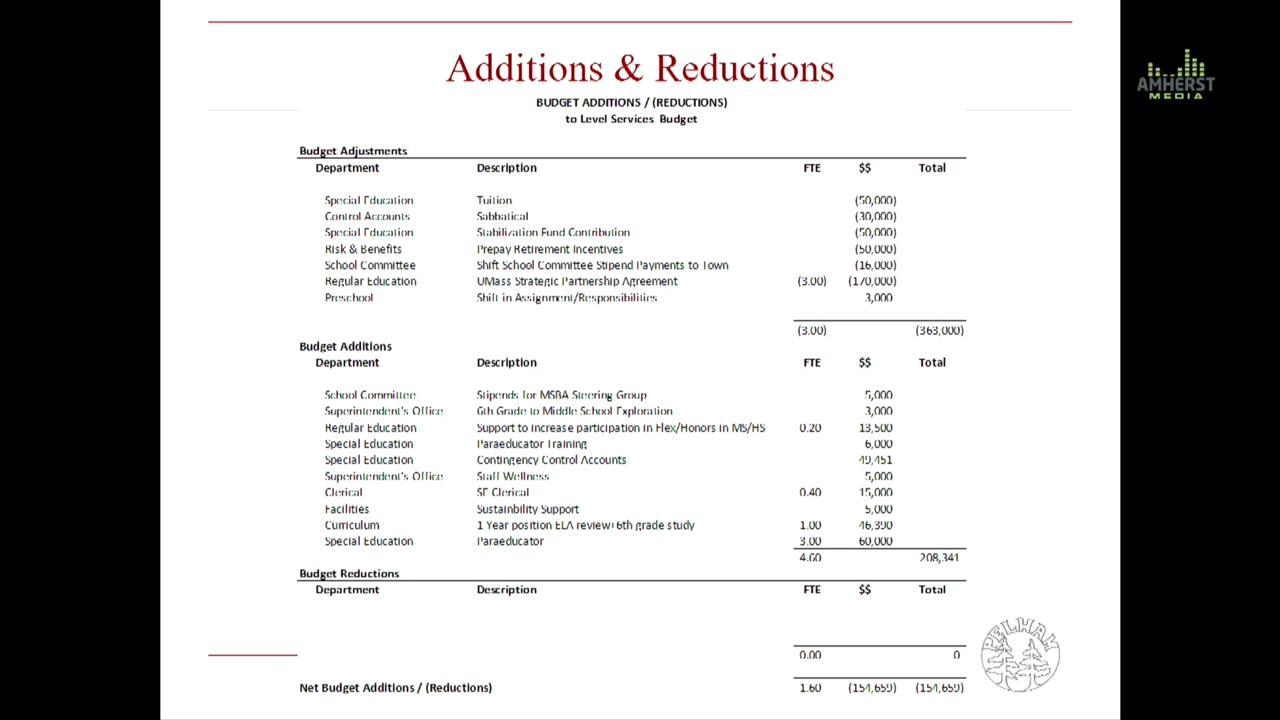 Additions & Reductions
AMHERST
MEDIA
BUDGET ADDITIONS / (REDUCTIONS)
to Level Services Budget
Budget Adjustments
Department Description FTE $$ Total
Special Education Tuition (50,000)
Control Accounts Sabbatical (30,000)
Special Education Stabilization Fund Contribution (50,000)
Risk & Benefits Prepay Retirement Incentives (50,000)
School Committee Shift School Committee Stipend Payments to Town (16,000)
Regular Education UMass Strategic Partnership Agreement (3.00) (170,000)
Preschool Shift in Assignment/Responsibilities 3,000
(3.00) (363,000)
Budget Additions
Department Description FTE $$ Total
School Committee Stipends for MSBA Steering Group 5,000
Superintendent's Office 6th Grade to Middle School Exploration 3,000
Regular Education Support to increase participation in Flex/Honors in MS/HS 0.20 13,500
Special Education Paraeducator Training 6,000
Special Education Contingency Control Accounts 49,451
Superintendent's Office Staff Wellness 5,000
Clerical SE Clerical 0.40 15,000
Facilities Sustainbility Support 5,000
Curriculum 1 Year position ELA review+6th grade study 1.00 46,390
Special Education Paraeducator 3.00 60,000
4.60 208,341
Budget Reductions
Department Description FTE $$ Total
0.00 0
Net Budget Additions / (Reductions) 1.60 (154,659) (154,659)
PELHAM